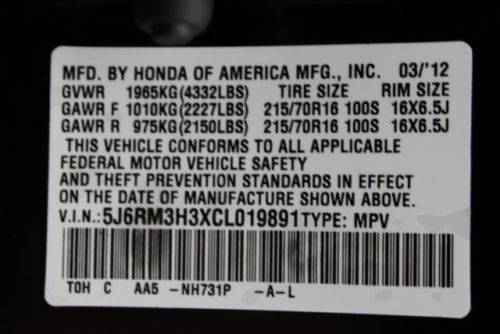 MFD. BY HONDA OF AMERICA MFG., INC. 03/'12
GVWR 1965KG(4332LBS) TIRE SIZE RIM SIZE
GAWR F 1010KG(2227LBS) 215/70R16 100S 16X6.5J
GAWR R 975KG(2150LBS) 215/70R16 100S 16X6.5J
THIS VEHICLE CONFORMS TO ALL APPLICABLE
FEDERAL MOTOR VEHICLE SAFETY
AND THEFT PREVENTION STANDARDS IN EFFECT
ON THE DATE OF MANUFACTURE SHOWN ABOVE.
V.I.N.:5J6RM3H3XCL019891TYPE: MPV
TOH C AA5 -NH731P -A-L